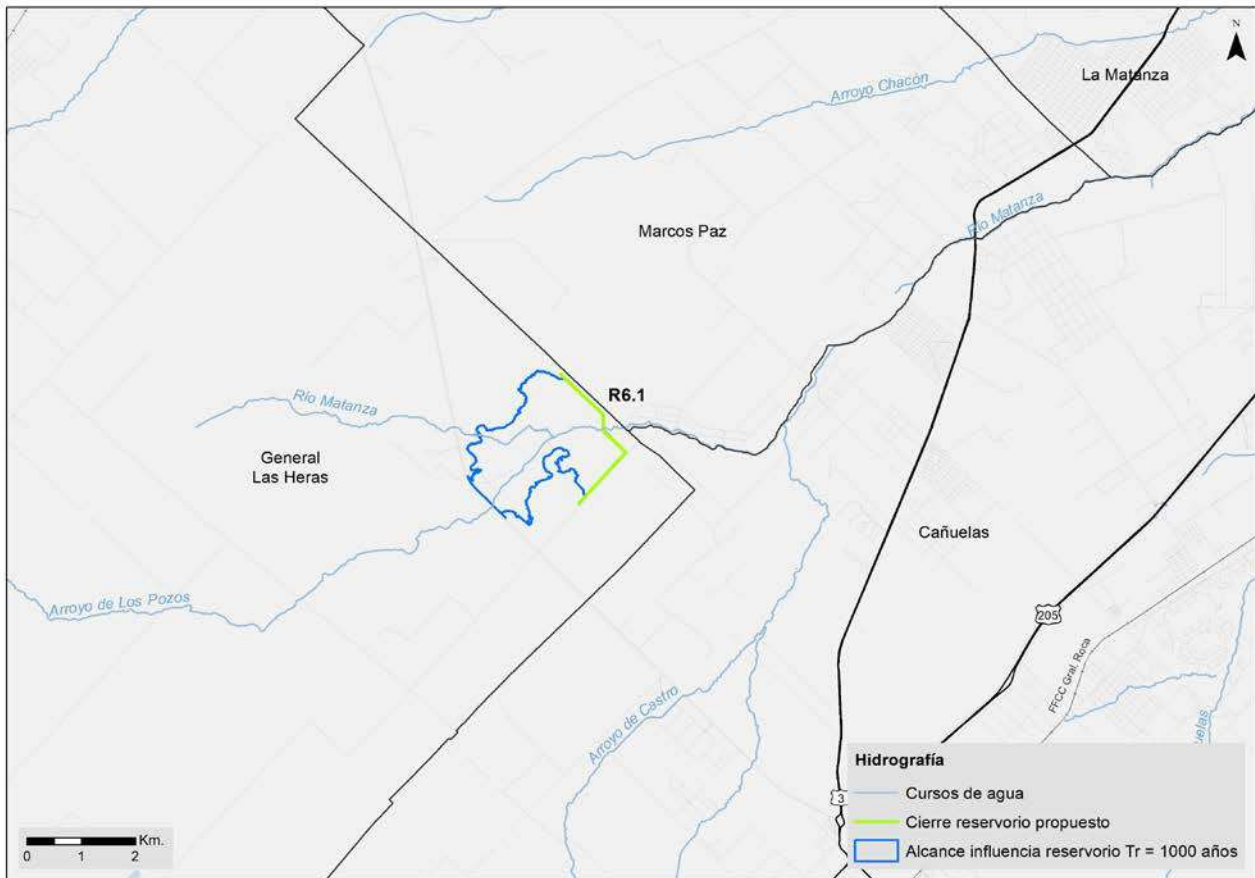 N
La Matanza
Arroyo Chacón
Río Matanza
Marcos Paz
R6.1
Río Matanza
General
Las Heras
Cañuelas
Arroyo de Los Pozos
205
FFCC Gral. Roca
Arroyo de Castro
uelas
3
Hidrografía
Cursos de agua
Cierre reservorio propuesto
Alcance influencia reservorio Tr = 1000 años
Km.
0 1 2